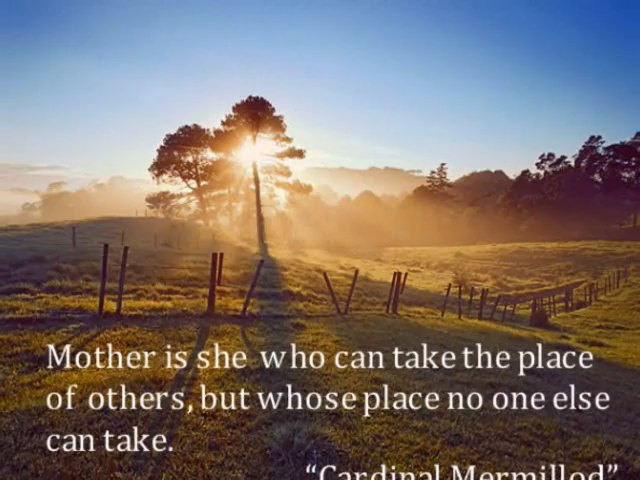 Mother is she who can take the place
of others, but whose place no one else
can take.
“Cardinal Mermillod”